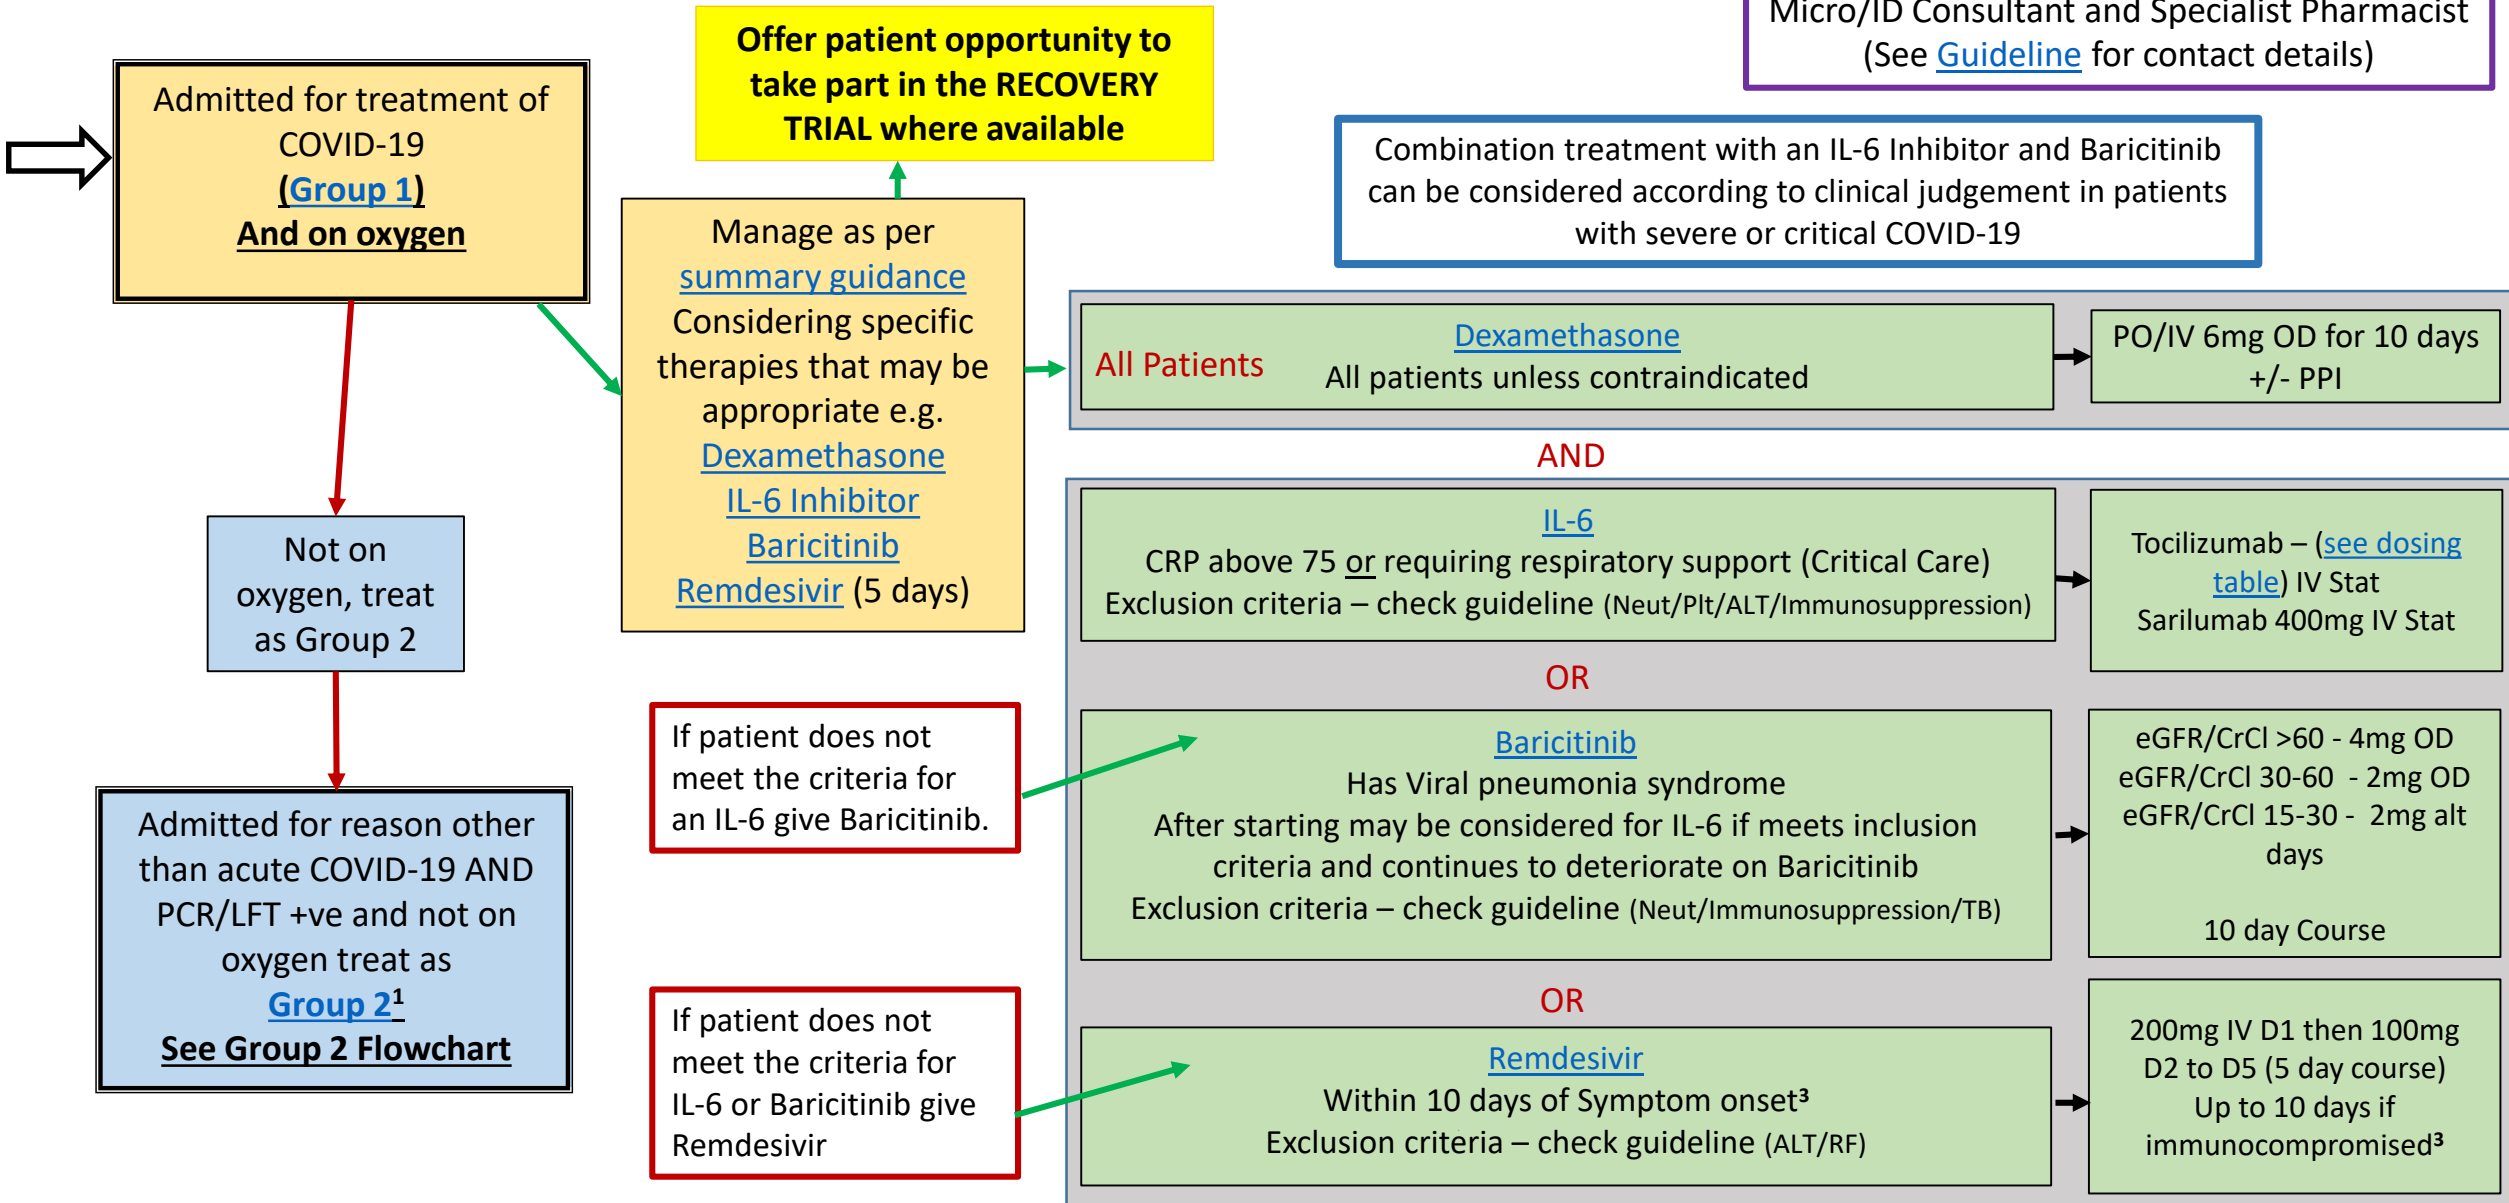 Micro/ID Consultant and Specialist Pharmacist
(See Guideline for contact details)
Offer patient opportunity to
take part in the RECOVERY
TRIAL where available
Admitted for treatment of
COVID-19
(Group 1)
And on oxygen
Combination treatment with an IL-6 Inhibitor and Baricitinib
can be considered according to clinical judgement in patients
with severe or critical COVID-19
Manage as per
summary guidance
Considering specific
therapies that may be
appropriate e.g.
Dexamethasone
IL-6 Inhibitor
Baricitinib
Remdesivir (5 days)
All Patients
Dexamethasone
All patients unless contraindicated
PO/IV 6mg OD for 10 days
+/- PPI
AND
IL-6
CRP above 75 or requiring respiratory support (Critical Care)
Exclusion criteria – check guideline (Neut/Plt/ALT/Immunosuppression)
Tocilizumab – (see dosing
table) IV Stat
Sarilumab 400mg IV Stat
Not on
oxygen, treat
as Group 2
OR
If patient does not
meet the criteria for
an IL-6 give Baricitinib.
Baricitinib
Has Viral pneumonia syndrome
After starting may be considered for IL-6 if meets inclusion
criteria and continues to deteriorate on Baricitinib
Exclusion criteria – check guideline (Neut/Immunosuppression/TB)
eGFR/CrCl >60 - 4mg OD
eGFR/CrCl 30-60 - 2mg OD
eGFR/CrCl 15-30 - 2mg alt
days
10 day Course
Admitted for reason other
than acute COVID-19 AND
PCR/LFT +ve and not on
oxygen treat as
Group 2¹
See Group 2 Flowchart
OR
If patient does not
meet the criteria for
IL-6 or Baricitinib give
Remdesivir
Remdesivir
Within 10 days of Symptom onset³
Exclusion criteria – check guideline (ALT/RF)
200mg IV D1 then 100mg
D2 to D5 (5 day course)
Up to 10 days if
immunocompromised³